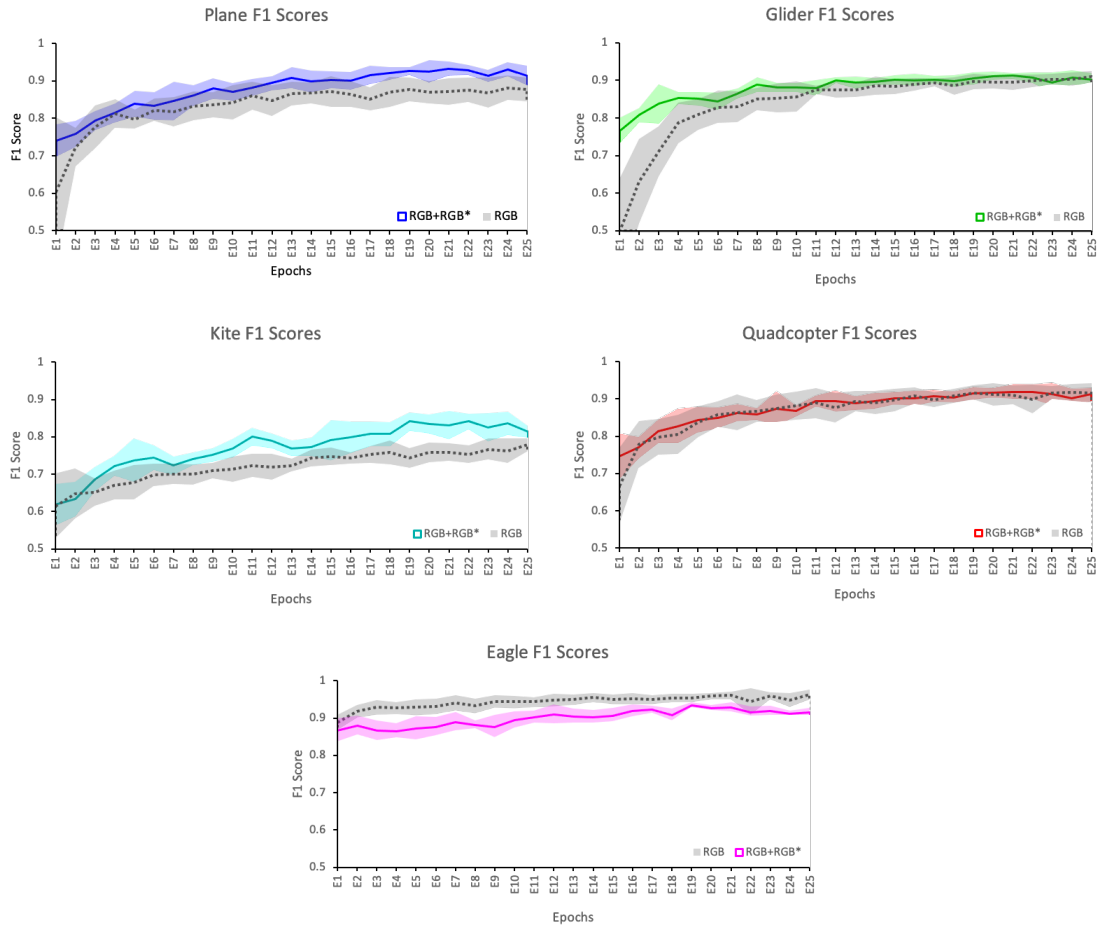 Plane F1 Scores
1
0.9
0.8
0.7
0.6
0.5
F1 Score
RGB+RGB* RGB
E1 E2 E3 E4 E5 E6 E7 E8 E9 E10 E11 E12 E13 E14 E15 E16 E17 E18 E19 E20 E21 E22 E23 E24 E25
Epochs
Glider F1 Scores
1
0.9
0.8
0.7
0.6
0.5
F1 Score
RGB+RGB* RGB
E1 E2 E3 E4 E5 E6 E7 E8 E9 E10 E11 E12 E13 E14 E15 E16 E17 E18 E19 E20 E21 E22 E23 E24 E25
Epochs
Kite F1 Scores
1
0.9
0.8
0.7
0.6
0.5
F1 Score
RGB+RGB* RGB
E1 E2 E3 E4 E5 E6 E7 E8 E9 E10 E11 E12 E13 E14 E15 E16 E17 E18 E19 E20 E21 E22 E23 E24 E25
Epochs
Quadcopter F1 Scores
1
0.9
0.8
0.7
0.6
0.5
F1 Score
RGB+RGB* RGB
E1 E2 E3 E4 E5 E6 E7 E8 E9 E10 E11 E12 E13 E14 E15 E16 E17 E18 E19 E20 E21 E22 E23 E24 E25
Epochs
Eagle F1 Scores
1
0.9
0.8
0.7
0.6
0.5
F1 Score
RGB RGB+RGB*
E1 E2 E3 E4 E5 E6 E7 E8 E9 E10 E11 E12 E13 E14 E15 E16 E17 E18 E19 E20 E21 E22 E23 E24 E25
Epochs